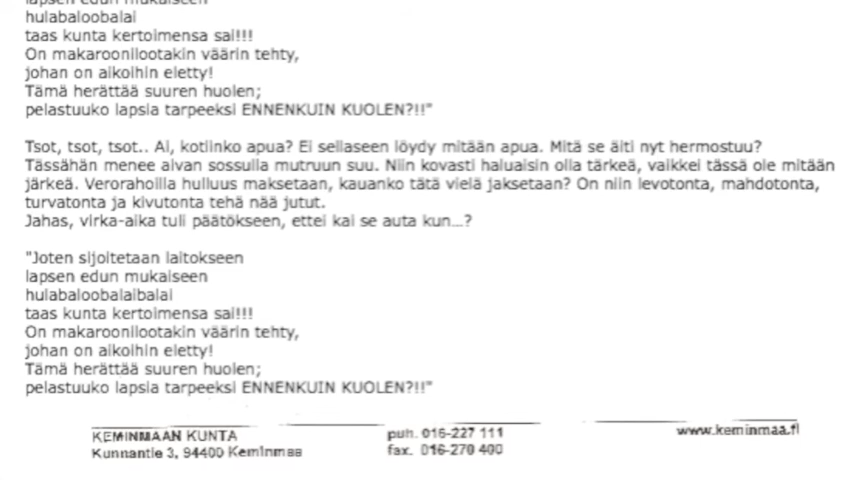 lapsen edun mukaiseen
hulabaloobalai
taas kunta kertoimensa sai!!!
On makaroonilootakin väärin tehty,
johan on aikoihin eletty!
Tämä herättää suuren huolen;
pelastuuko lapsia tarpeeksi ENNENKUIN KUOLEN?!!"
Tsot, tsot, tsot.. Ai, kotiinko apua? Ei sellaseen löydy mitään apua. Mitä se äiti nyt hermostuu?
Tässähän menee aivan sossulla mutruun suu. Niin kovasti haluaisin olla tärkeä, vaikkei tässä ole mitään
järkeä. Verorahoilla hulluus maksetaan, kauanko tätä vielä jaksetaan? On niin levotonta, mahdotonta,
turvatonta ja kivutonta tehä nää jutut.
Jahas, virka-aika tuli päätökseen, ettei kai se auta kun...?
"Joten sijoitetaan laitokseen
lapsen edun mukaiseen
hulabaloobalaibalai
taas kunta kertoimensa sai!!!
On makaroonilootakin väärin tehty,
johan on aikoihin eletty!
Tämä herättää suuren huolen;
pelastuuko lapsia tarpeeksi ENNENKUIN KUOLEN?!!"
KEMINMAAN KUNTA puh. 016-227 111 www.keminmaa.fi
Kunnantie 3, 94400 Keminmaa fax. 016-270 400